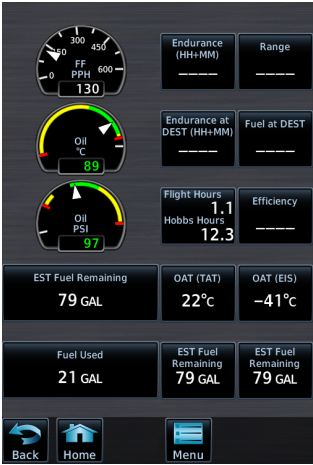 300
150
450
0
600
FF
PPH
130
Endurance
(HH+MM)
____
Range
____
Oil
°C
89
Endurance at
DEST (HH+MM)
____
Fuel at DEST
____
Oil
PSI
97
Flight Hours
1.1
Hobbs Hours
12.3
Efficiency
____
EST Fuel Remaining
79 GAL
OAT (TAT)
22°C
OAT (EIS)
-41°C
Fuel Used
21 GAL
EST Fuel
Remaining
79 GAL
EST Fuel
Remaining
79 GAL
Back
Home
Menu